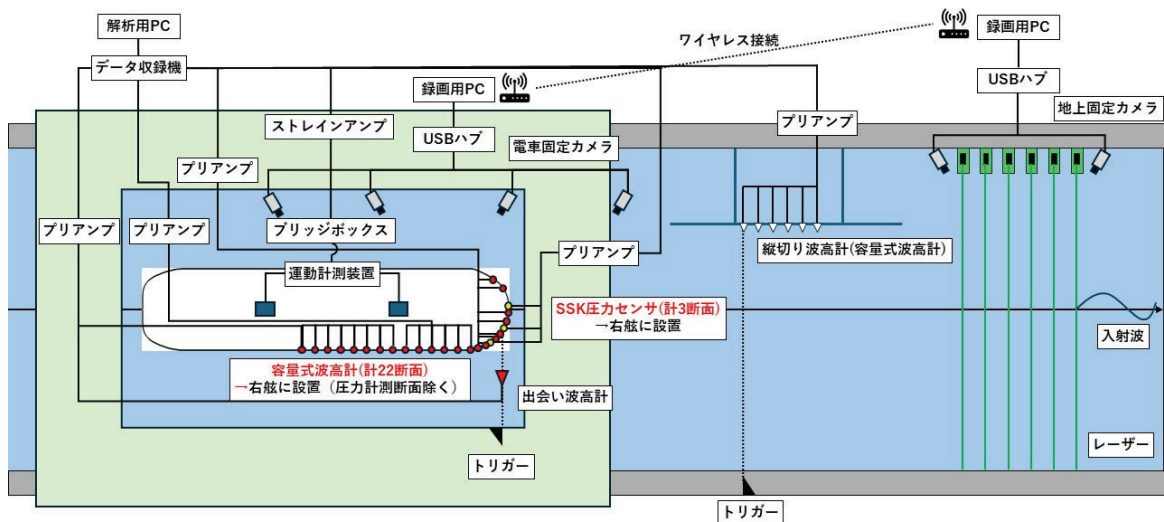 解析用PC
データ収録機
録画用PC
ワイヤレス接続
録画用PC
USBハブ
地上固定カメラ
ストレインアンプ
USBハブ
電車固定カメラ
プリアンプ
プリアンプ
プリアンプ
プリアンプ
ブリッジボックス
プリアンプ
縦切り波高計(容量式波高計)
運動計測装置
SSK圧力センサ(計3断面)
→右舷に設置
入射波
容量式波高計(計22断面)
→右舷に設置（圧力計測断面除く）
出会い波高計
レーザー
トリガー
トリガー